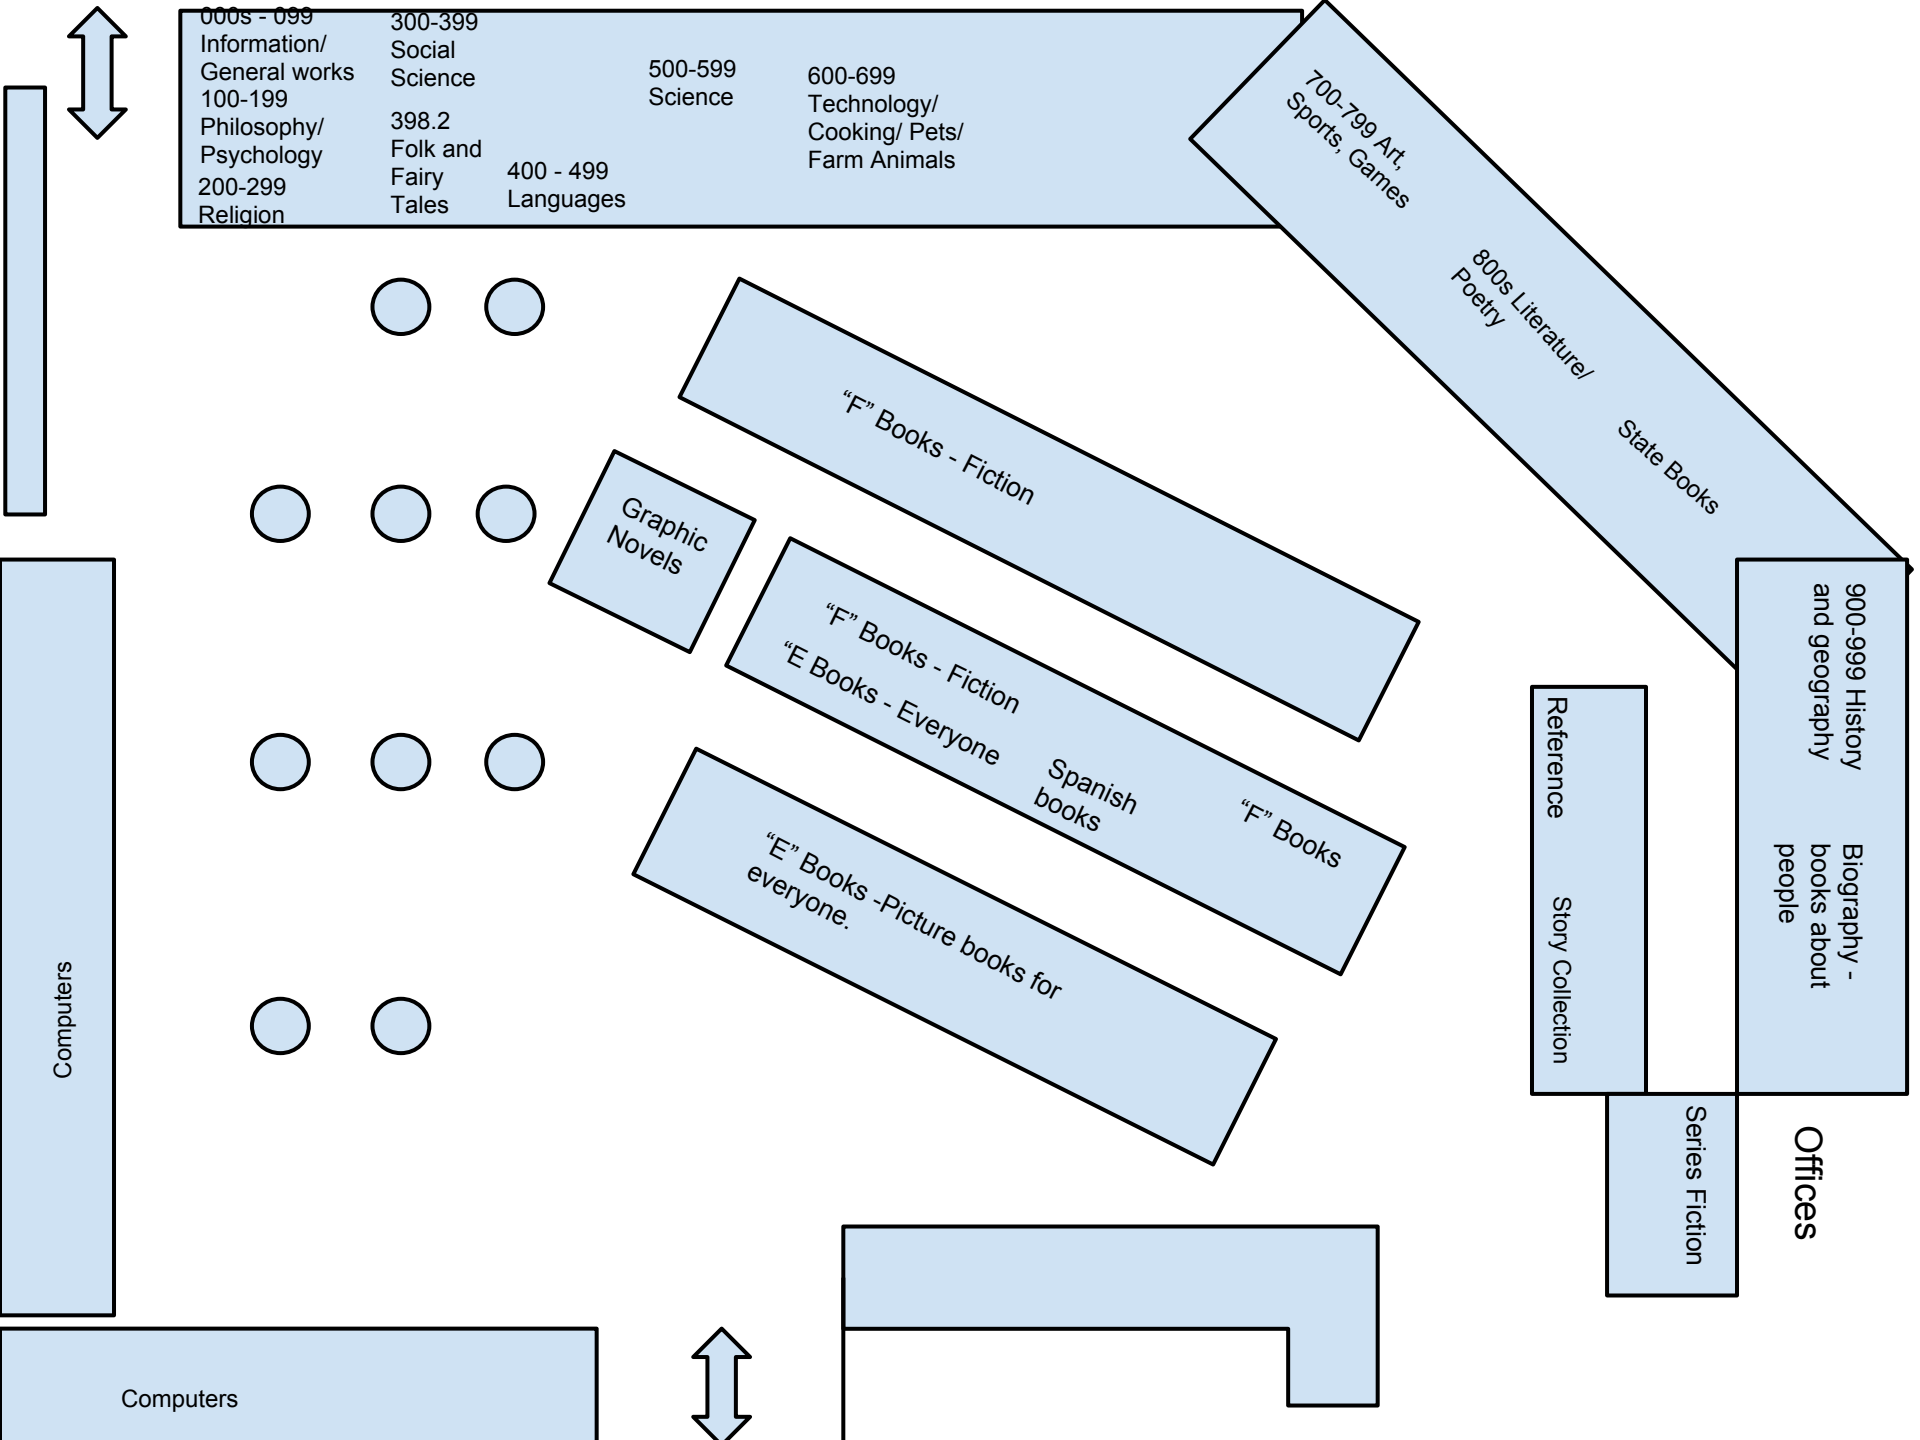 000s - 099
Information/
General works
100-199
Philosophy/
Psychology
200-299
Religion
300-399
Social
Science
398.2
Folk and
Fairy
Tales
400 - 499
Languages
500-599
Science
600-699
Technology/
Cooking/ Pets/
Farm Animals
700-799 Art,
Sports, Games
800s Literature/
Poetry
State Books
900-999 History
and geography
Biography -
books about
people
“F” Books - Fiction
Graphic
Novels
“F” Books - Fiction
“E Books - Everyone
Spanish
books
“F” Books
“E” Books -Picture books for
everyone.
Reference
Story Collection
Series Fiction
Offices
Computers
Computers